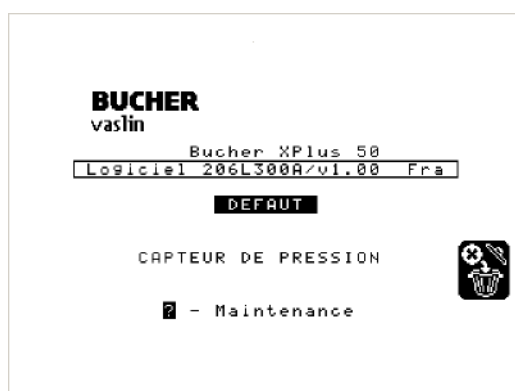 BUCHER
vaslin
Bucher XPlus 50
Logiciel 206L300A/v1.00 Fra
DEFAUT
CAPTEUR DE PRESSION
? - Maintenance